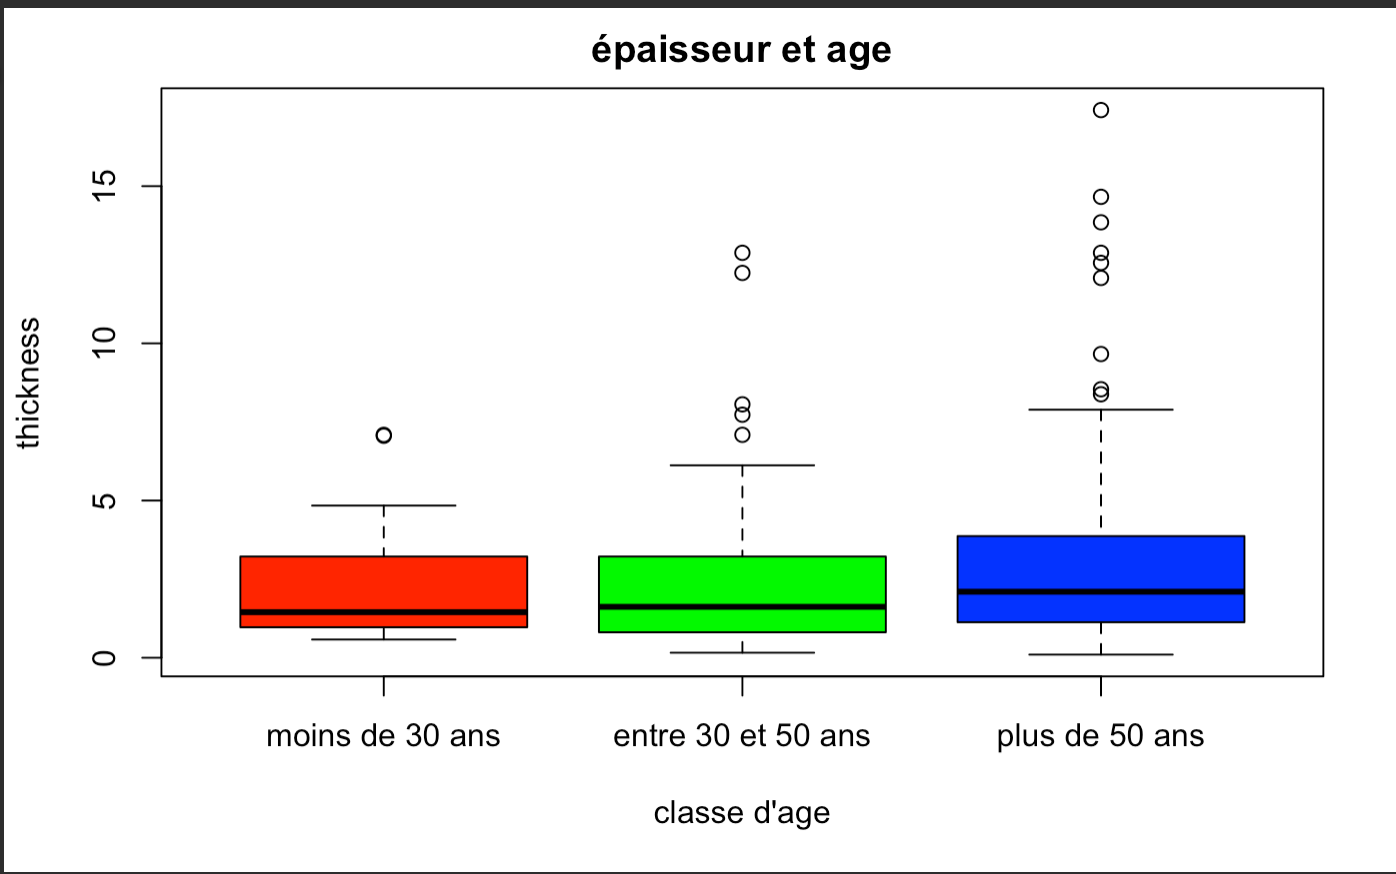 épaisseur et age
thickness
15
10
5
0
moins de 30 ans
entre 30 et 50 ans
plus de 50 ans
classe d'age